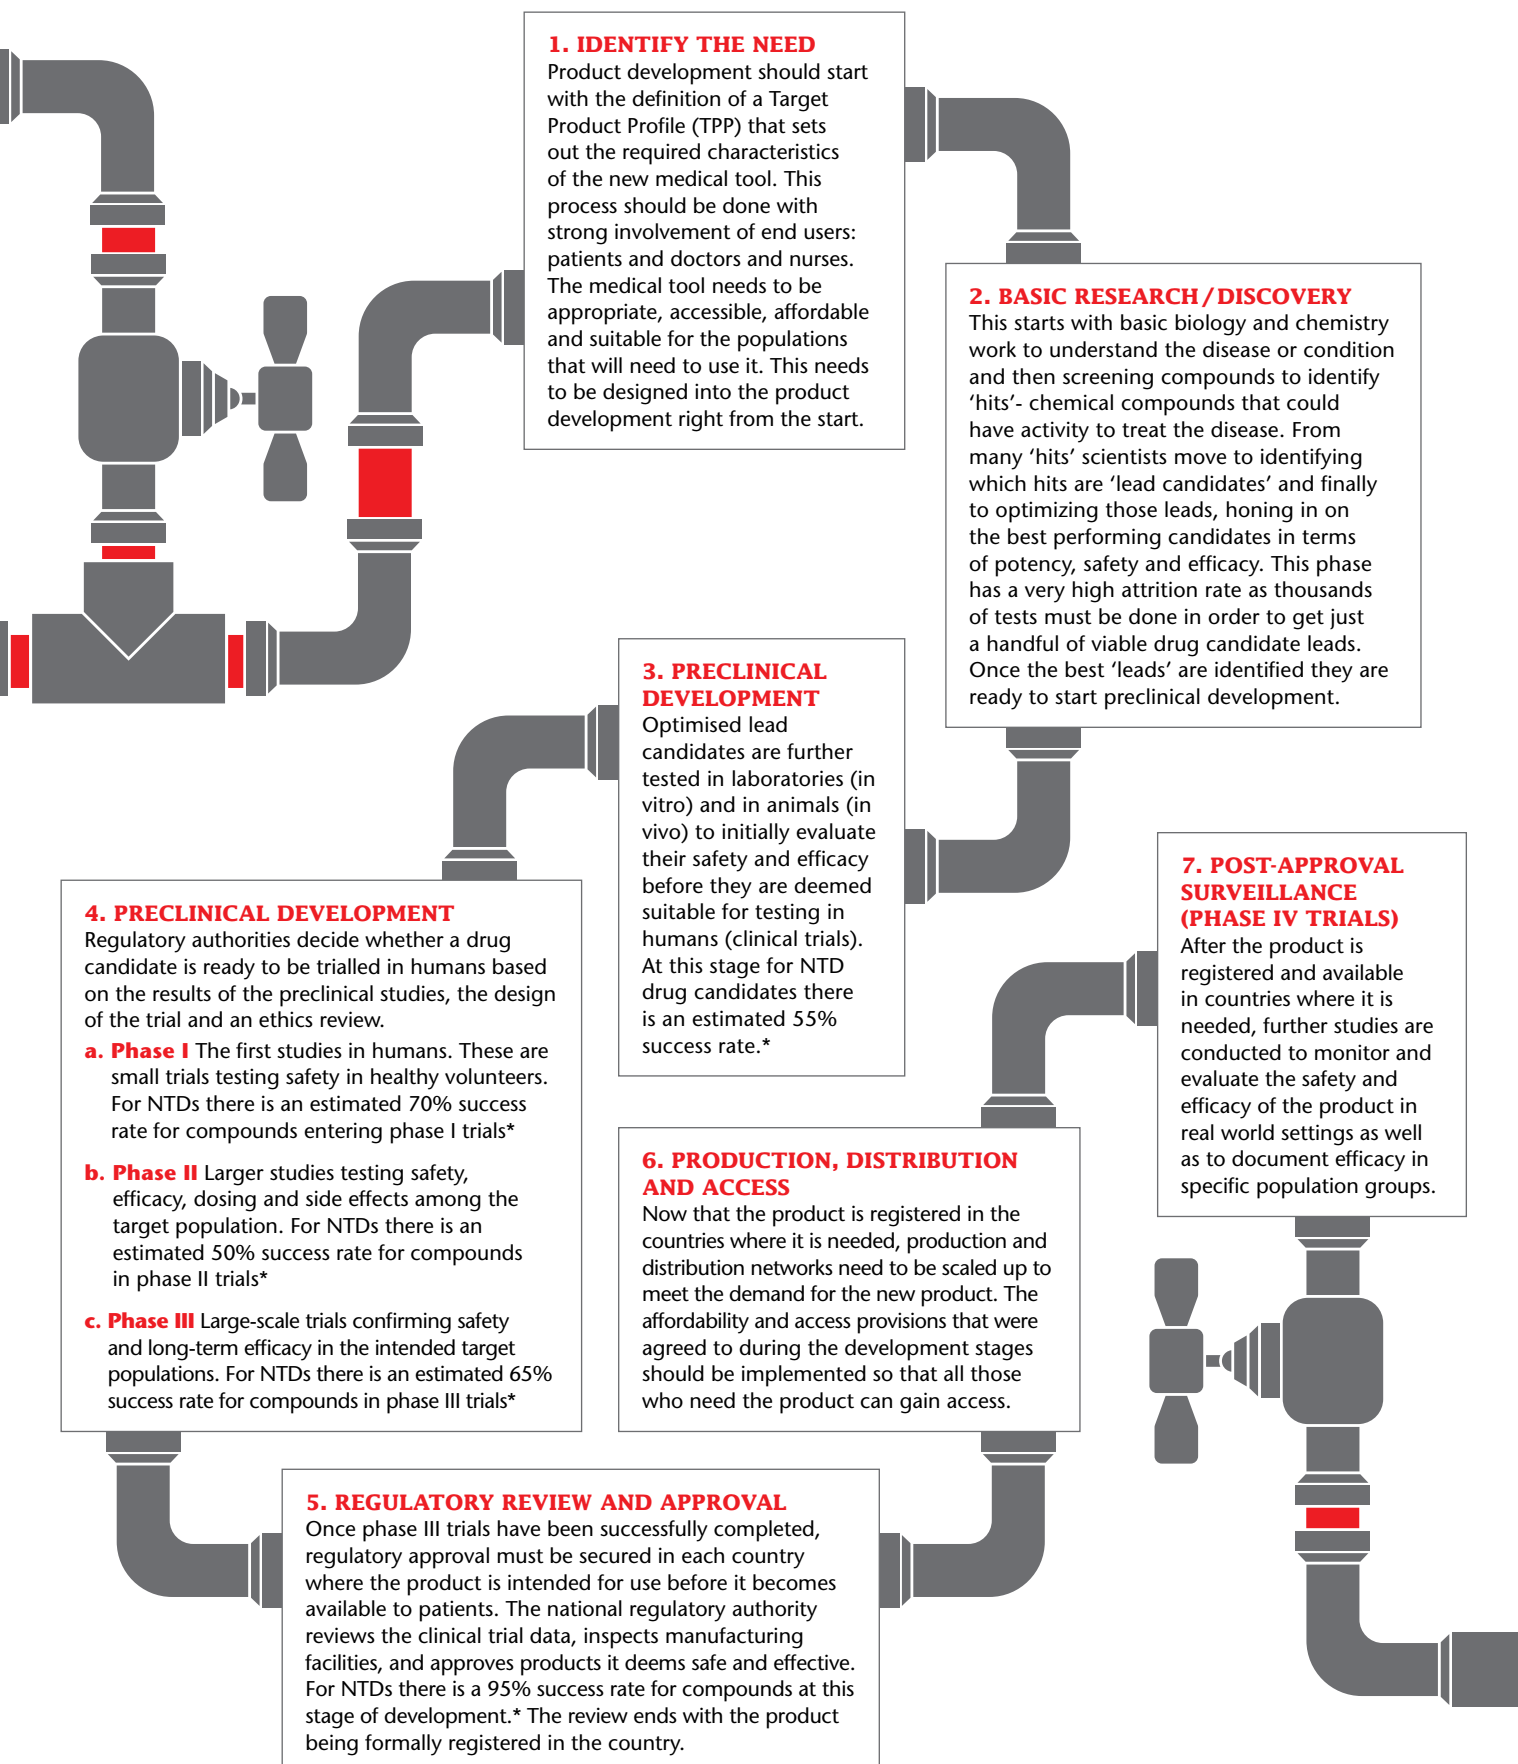 1. IDENTIFY THE NEED
Product development should start
with the definition of a Target
Product Profile (TPP) that sets
out the required characteristics
of the new medical tool. This
process should be done with
strong involvement of end users:
patients and doctors and nurses.
The medical tool needs to be
appropriate, accessible, affordable
and suitable for the populations
that will need to use it. This needs
to be designed into the product
development right from the start.
2. BASIC RESEARCH / DISCOVERY
This starts with basic biology and chemistry
work to understand the disease or condition
and then screening compounds to identify
‘hits’- chemical compounds that could
have activity to treat the disease. From
many ‘hits’ scientists move to identifying
which hits are ‘lead candidates’ and finally
to optimizing those leads, honing in on
the best performing candidates in terms
of potency, safety and efficacy. This phase
has a very high attrition rate as thousands
of tests must be done in order to get just
a handful of viable drug candidate leads.
Once the best ‘leads’ are identified they are
ready to start preclinical development.
3. PRECLINICAL
DEVELOPMENT
Optimised lead
candidates are further
tested in laboratories (in
vitro) and in animals (in
vivo) to initially evaluate
their safety and efficacy
before they are deemed
suitable for testing in
humans (clinical trials).
At this stage for NTD
drug candidates there
is an estimated 55%
success rate.*
4. PRECLINICAL DEVELOPMENT
Regulatory authorities decide whether a drug
candidate is ready to be trialled in humans based
on the results of the preclinical studies, the design
of the trial and an ethics review.
a. Phase I The first studies in humans. These are
small trials testing safety in healthy volunteers.
For NTDs there is an estimated 70% success
rate for compounds entering phase I trials*
b. Phase II Larger studies testing safety,
efficacy, dosing and side effects among the
target population. For NTDs there is an
estimated 50% success rate for compounds
in phase II trials*
c. Phase III Large-scale trials confirming safety
and long-term efficacy in the intended target
populations. For NTDs there is an estimated 65%
success rate for compounds in phase III trials*
5. REGULATORY REVIEW AND APPROVAL
Once phase III trials have been successfully completed,
regulatory approval must be secured in each country
where the product is intended for use before it becomes
available to patients. The national regulatory authority
reviews the clinical trial data, inspects manufacturing
facilities, and approves products it deems safe and effective.
For NTDs there is a 95% success rate for compounds at this
stage of development.* The review ends with the product
being formally registered in the country.
6. PRODUCTION, DISTRIBUTION
AND ACCESS
Now that the product is registered in the
countries where it is needed, production and
distribution networks need to be scaled up to
meet the demand for the new product. The
affordability and access provisions that were
agreed to during the development stages
should be implemented so that all those
who need the product can gain access.
7. POST-APPROVAL
SURVEILLANCE
(PHASE IV TRIALS)
After the product is
registered and available
in countries where it is
needed, further studies are
conducted to monitor and
evaluate the safety and
efficacy of the product in
real world settings as well
as to document efficacy in
specific population groups.